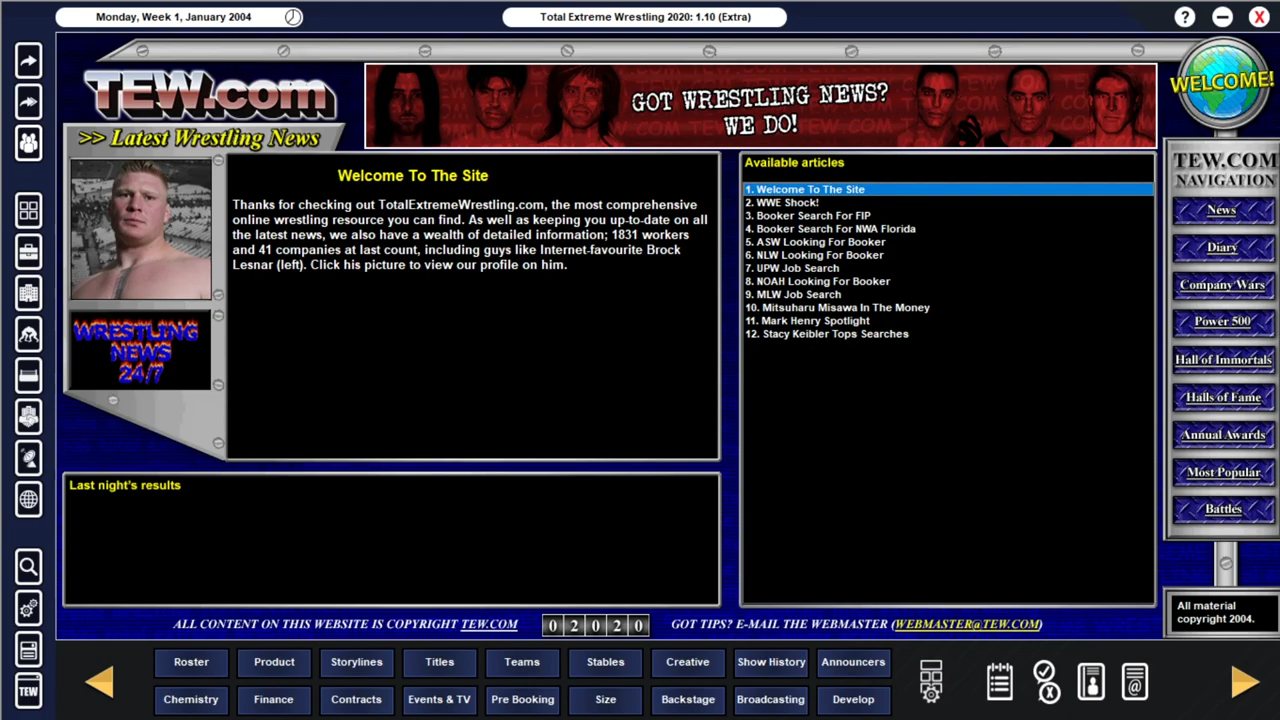 Monday, Week 1, January 2004
Total Extreme Wrestling 2020: 1.10 (Extra)
?
X
TEW.com
>> Latest Wrestling News
GOT WRESTLING NEWS?
WE DO!
WELCOME!
Welcome To The Site
Thanks for checking out TotalExtremeWrestling.com, the most comprehensive
online wrestling resource you can find. As well as keeping you up-to-date on all
the latest news, we also have a wealth of detailed information; 1831 workers
and 41 companies at last count, including guys like Internet-favourite Brock
Lesnar (left). Click his picture to view our profile on him.
WRESTLING
NEWS
24/7
Last night's results
Available articles
1. Welcome To The Site
2. WWE Shock!
3. Booker Search For FIP
4. Booker Search For NWA Florida
5. ASW Looking For Booker
6. NLW Looking For Booker
7. UPW Job Search
8. NOAH Looking For Booker
9. MLW Job Search
10. Mitsuharu Misawa In The Money
11. Mark Henry Spotlight
12. Stacy Keibler Tops Searches
TEW.COM
NAVIGATION
News
Diary
Company Wars
Power 500
Hall of Immortals
Halls of Fame
Annual Awards
Most Popular
Battles
All material
copyright 2004.
ALL CONTENT ON THIS WEBSITE IS COPYRIGHT TEW.COM
0 2 0 2 0
GOT TIPS? E-MAIL THE WEBMASTER (WEBMASTER@TEW.COM)
Roster
Product
Storylines
Titles
Teams
Stables
Creative
Show History
Announcers
Chemistry
Finance
Contracts
Events & TV
Pre Booking
Size
Backstage
Broadcasting
Develop
TEW
@